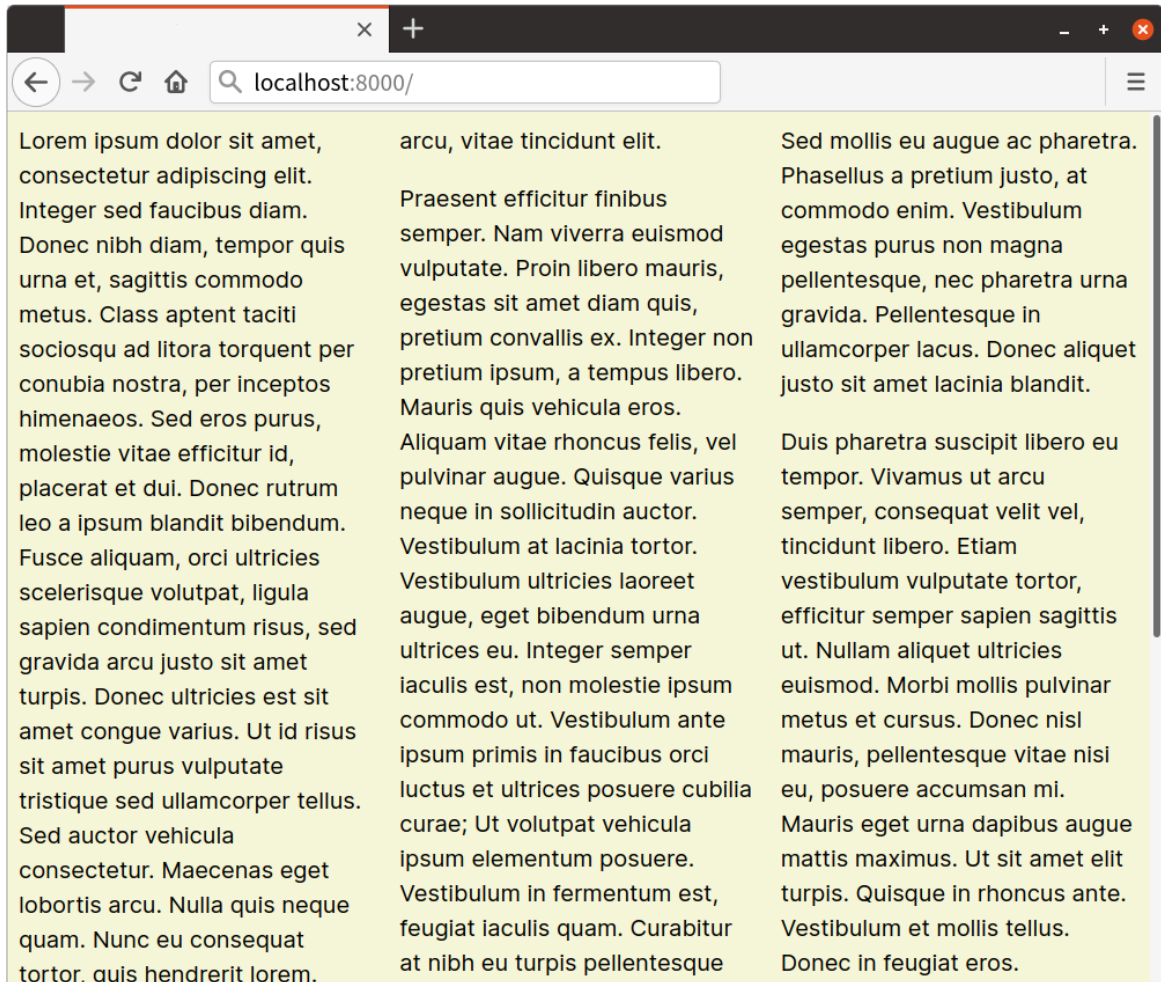 localhost:8000/
Lorem ipsum dolor sit amet,
consectetur adipiscing elit.
Integer sed faucibus diam.
Donec nibh diam, tempor quis
urna et, sagittis commodo
metus. Class aptent taciti
sociosqu ad litora torquent per
conubia nostra, per inceptos
himenaeos. Sed eros purus,
molestie vitae efficitur id,
placerat et dui. Donec rutrum
leo a ipsum blandit bibendum.
Fusce aliquam, orci ultricies
scelerisque volutpat, ligula
sapien condimentum risus, sed
gravida arcu justo sit amet
turpis. Donec ultricies est sit
amet congue varius. Ut id risus
sit amet purus vulputate
tristique sed ullamcorper tellus.
Sed auctor vehicula
consectetur. Maecenas eget
lobortis arcu. Nulla quis neque
quam. Nunc eu consequat
tortor, quis hendrerit lorem.
arcu, vitae tincidunt elit.
Praesent efficitur finibus
semper. Nam viverra euismod
vulputate. Proin libero mauris,
egestas sit amet diam quis,
pretium convallis ex. Integer non
pretium ipsum, a tempus libero.
Mauris quis vehicula eros.
Aliquam vitae rhoncus felis, vel
pulvinar augue. Quisque varius
neque in sollicitudin auctor.
Vestibulum at lacinia tortor.
Vestibulum ultricies laoreet
augue, eget bibendum urna
ultrices eu. Integer semper
iaculis est, non molestie ipsum
commodo ut. Vestibulum ante
ipsum primis in faucibus orci
luctus et ultrices posuere cubilia
curae; Ut volutpat vehicula
ipsum elementum posuere.
Vestibulum in fermentum est,
feugiat iaculis quam. Curabitur
at nibh eu turpis pellentesque
Sed mollis eu augue ac pharetra.
Phasellus a pretium justo, at
commodo enim. Vestibulum
egestas purus non magna
pellentesque, nec pharetra urna
gravida. Pellentesque in
ullamcorper lacus. Donec aliquet
justo sit amet lacinia blandit.
Duis pharetra suscipit libero eu
tempor. Vivamus ut arcu
semper, consequat velit vel,
tincidunt libero. Etiam
vestibulum vulputate tortor,
efficitur semper sapien sagittis
ut. Nullam aliquet ultricies
euismod. Morbi mollis pulvinar
metus et cursus. Donec nisl
mauris, pellentesque vitae nisi
eu, posuere accumsan mi.
Mauris eget urna dapibus augue
mattis maximus. Ut sit amet elit
turpis. Quisque in rhoncus ante.
Vestibulum et mollis tellus.
Donec in feugiat eros.